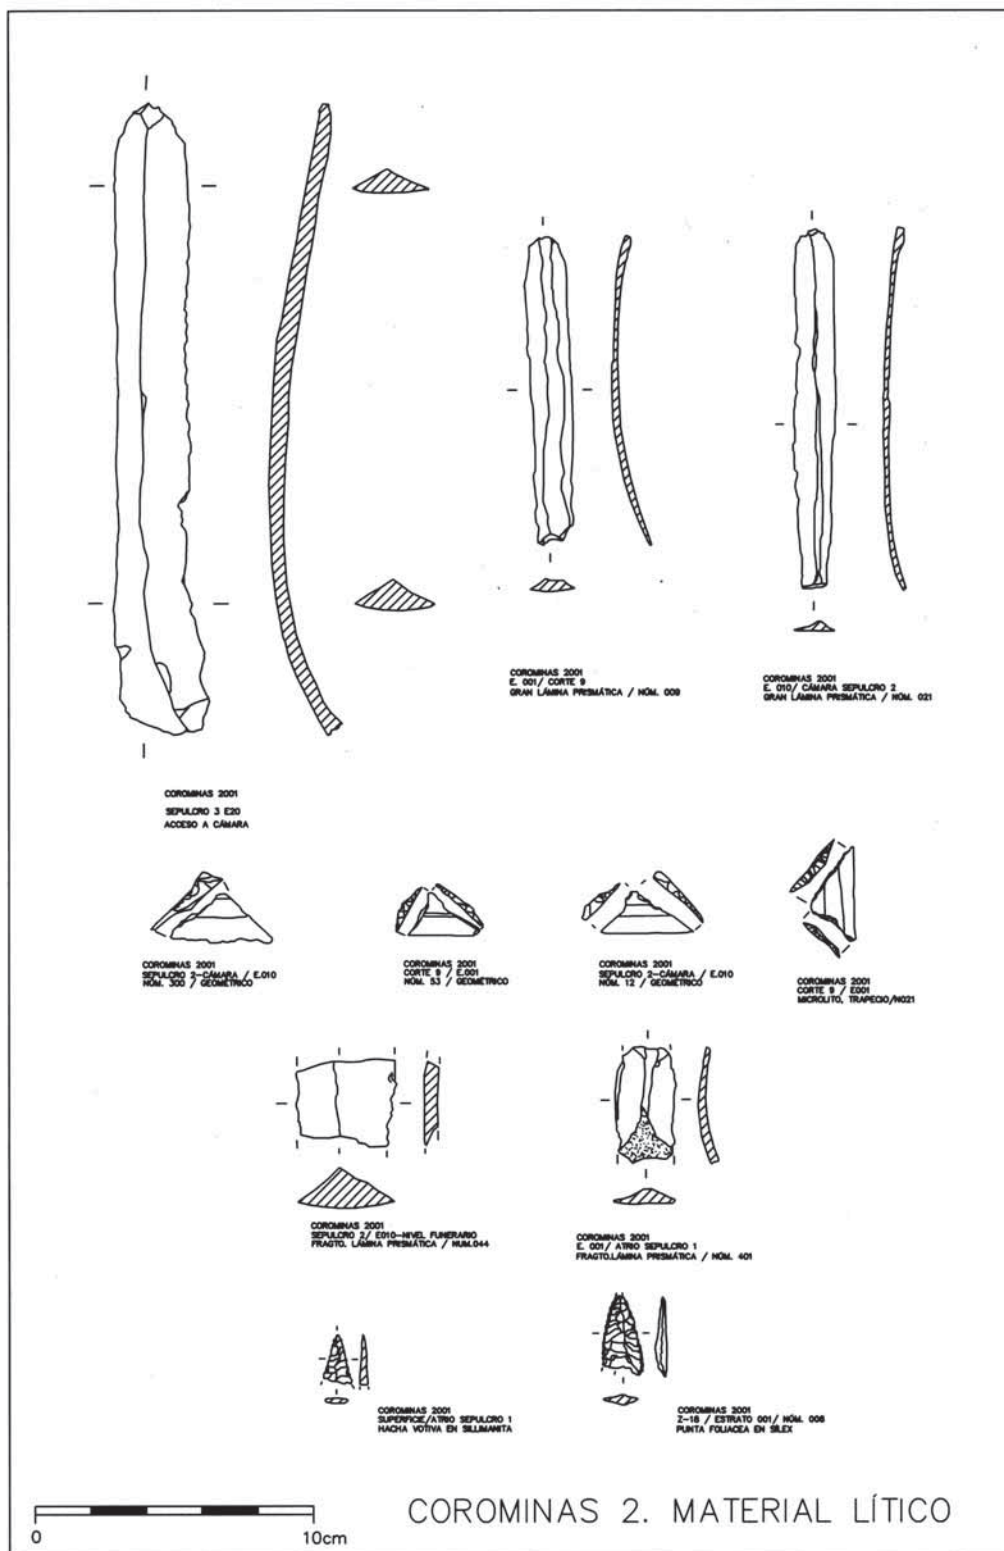 COROMINAS 2001
E. 001/ CORTE 9
GRAN LÁMINA PRISMÁTICA / NÚM. 009
COROMINAS 2001
E. 010/ CÁMARA SEPULCRO 2
GRAN LÁMINA PRISMÁTICA / NÚM. 021
COROMINAS 2001
SEPULCRO 3 E20
ACCESO A CÁMARA
COROMINAS 2001
SEPULCRO 2-CÁMARA / E.010
NÚM. 300 / GEOMÉTRICO
COROMINAS 2001
CORTE 9 / E.001
NÚM. 53 / GEOMÉTRICO
COROMINAS 2001
SEPULCRO 2-CÁMARA / E.010
NÚM. 12 / GEOMÉTRICO
COROMINAS 2001
CORTE 9 / E001
MICROLITO, TRAPECIO/N021
COROMINAS 2001
SEPULCRO 2/ E010-NIVEL FUNERARIO
FRAGTO. LÁMINA PRISMÁTICA / NUM.044
COROMINAS 2001
E. 001/ ATRIO SEPULCRO 1
FRAGTO.LÁMINA PRISMÁTICA / NÚM. 401
COROMINAS 2001
SUPERFICIE/ATRIO SEPULCRO 1
HACHA VOTIVA EN SILLIMANITA
COROMINAS 2001
Z-16 / ESTRATO 001/ NÚM. 006
PUNTA FOLIACEA EN SÍLEX
0 10cm
COROMINAS 2. MATERIAL LÍTICO